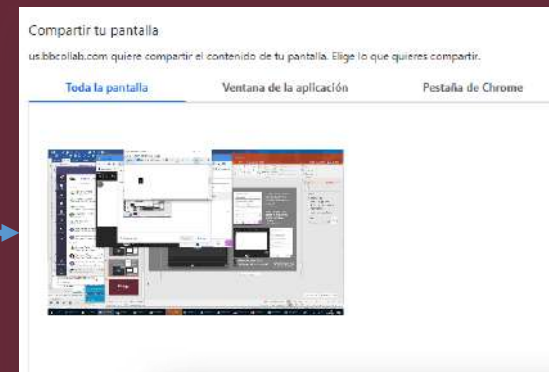 Compartir tu pantalla
us.bbcollab.com quiere compartir el contenido de tu pantalla. Elige lo que quieres compartir.
Toda la pantalla
Ventana de la aplicación
Pestaña de Chrome